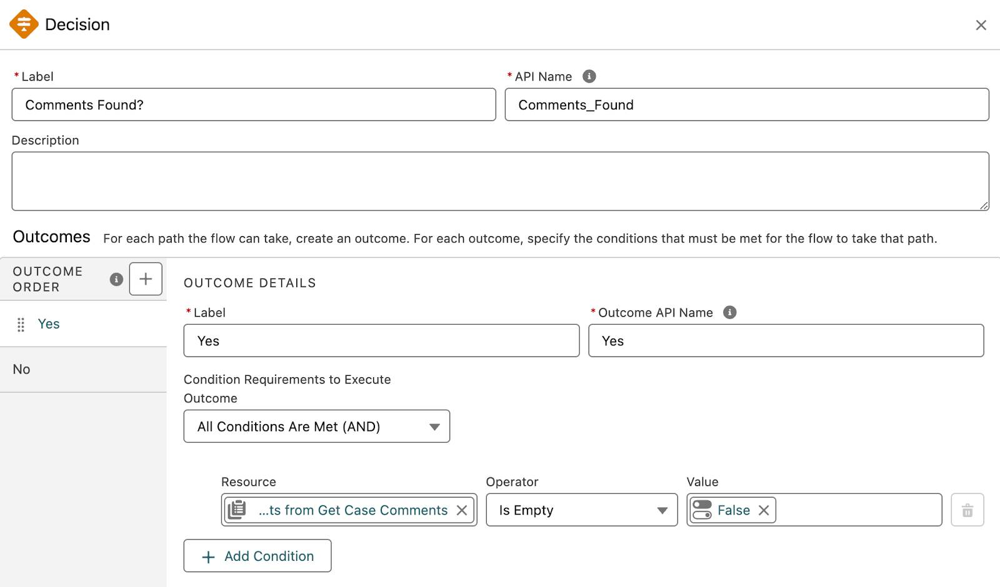 Decision
* Label
* API Name
Comments Found?
Comments_Found
Description
Outcomes For each path the flow can take, create an outcome. For each outcome, specify the conditions that must be met for the flow to take that path.
OUTCOME
ORDER
Yes
No
OUTCOME DETAILS
* Label
* Outcome API Name
Yes
Yes
Condition Requirements to Execute
Outcome
All Conditions Are Met (AND)
Resource
Operator
Value
...ts from Get Case Comments
Is Empty
False
Add Condition